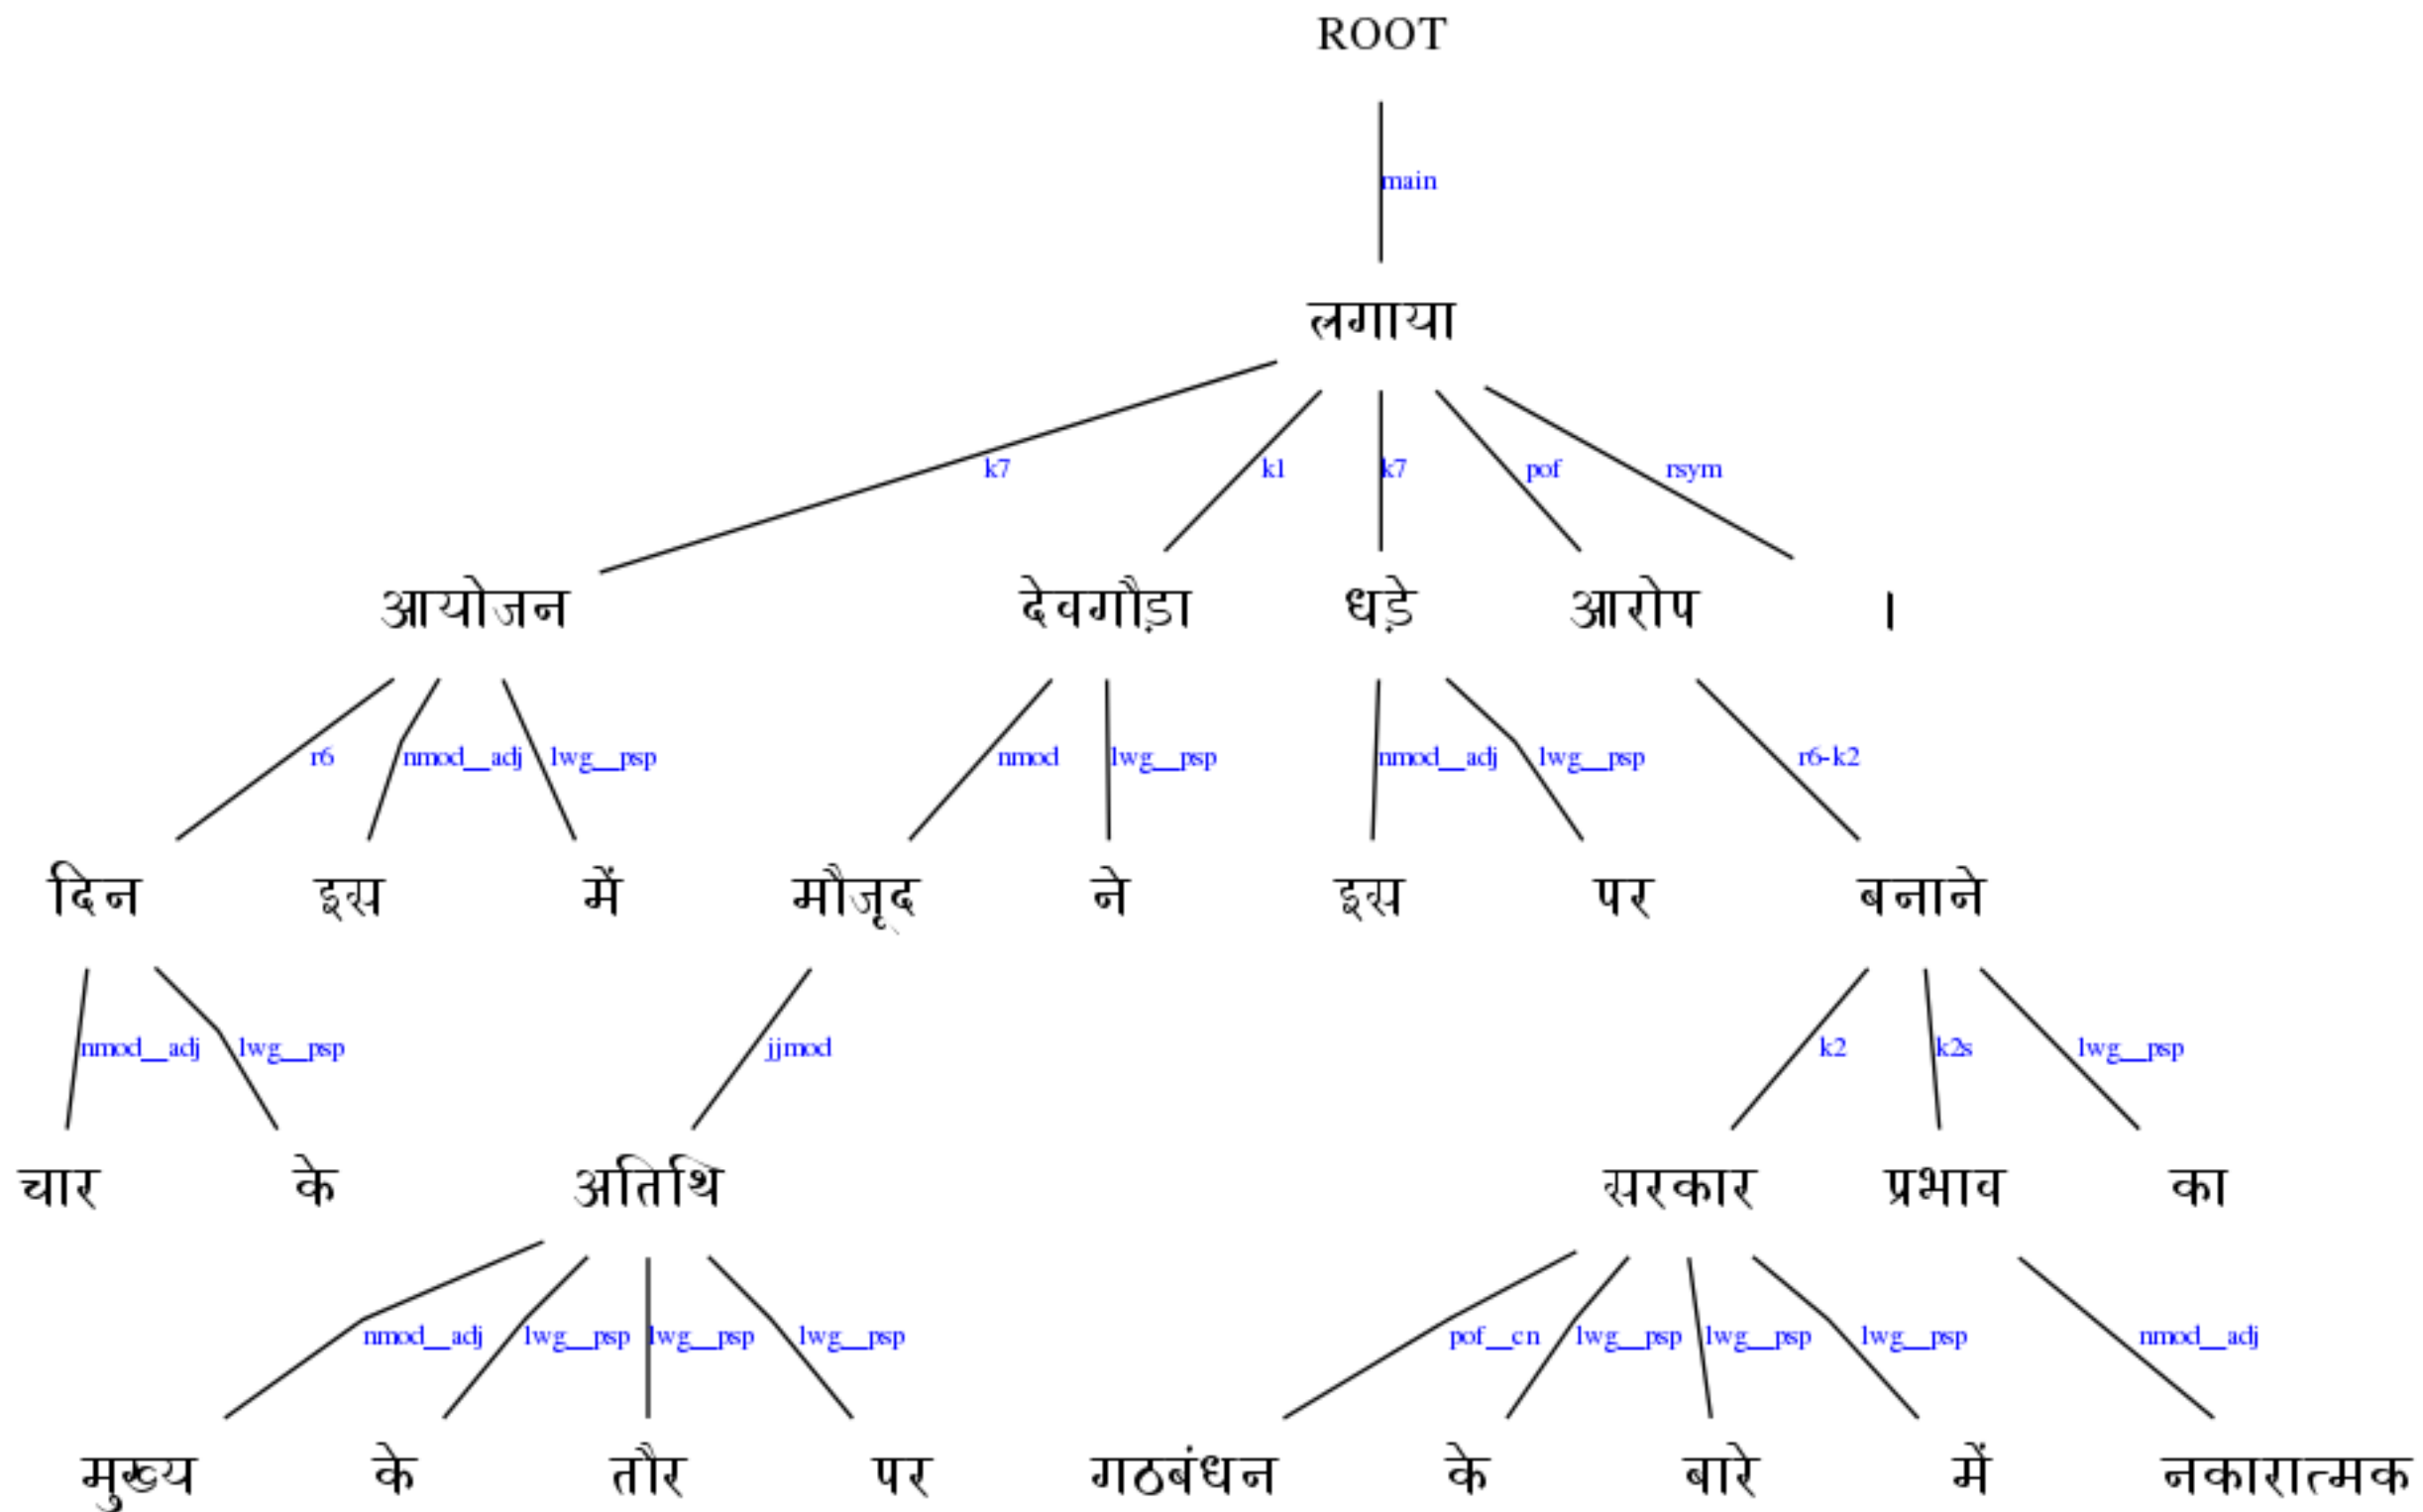 ROOT
main
लगाया
k7 k1 k7 pof rsym
आयोजन देवगौड़ा धड़े आरोप ।
r6 nmod__adj lwg__psp nmod lwg__psp nmod__adj lwg__psp r6-k2
दिन इस में मौजूद ने इस पर बनाने
nmod__adj lwg__psp jjmod k2 k2s lwg__psp
चार के अतिथि सरकार प्रभाव का
nmod__adj lwg__psp lwg__psp lwg__psp pof__cn lwg__psp lwg__psp lwg__psp nmod__adj
मुख्य के तौर पर गठबंधन के बारे में नकारात्मक